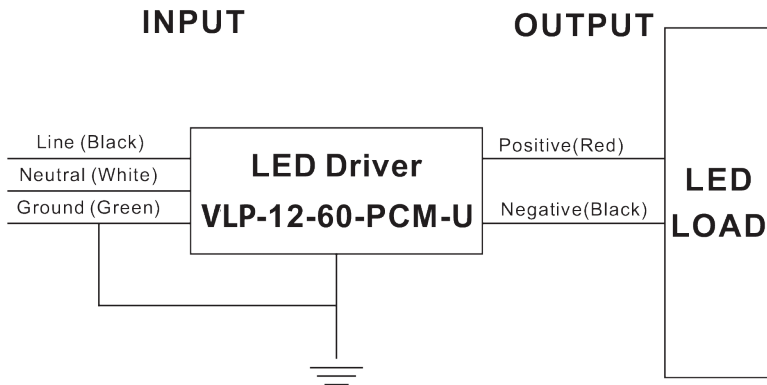 INPUT
OUTPUT
Line (Black)
Neutral (White)
Ground (Green)
LED Driver
VLP-12-60-PCM-U
Positive(Red)
Negative(Black)
LED
LOAD